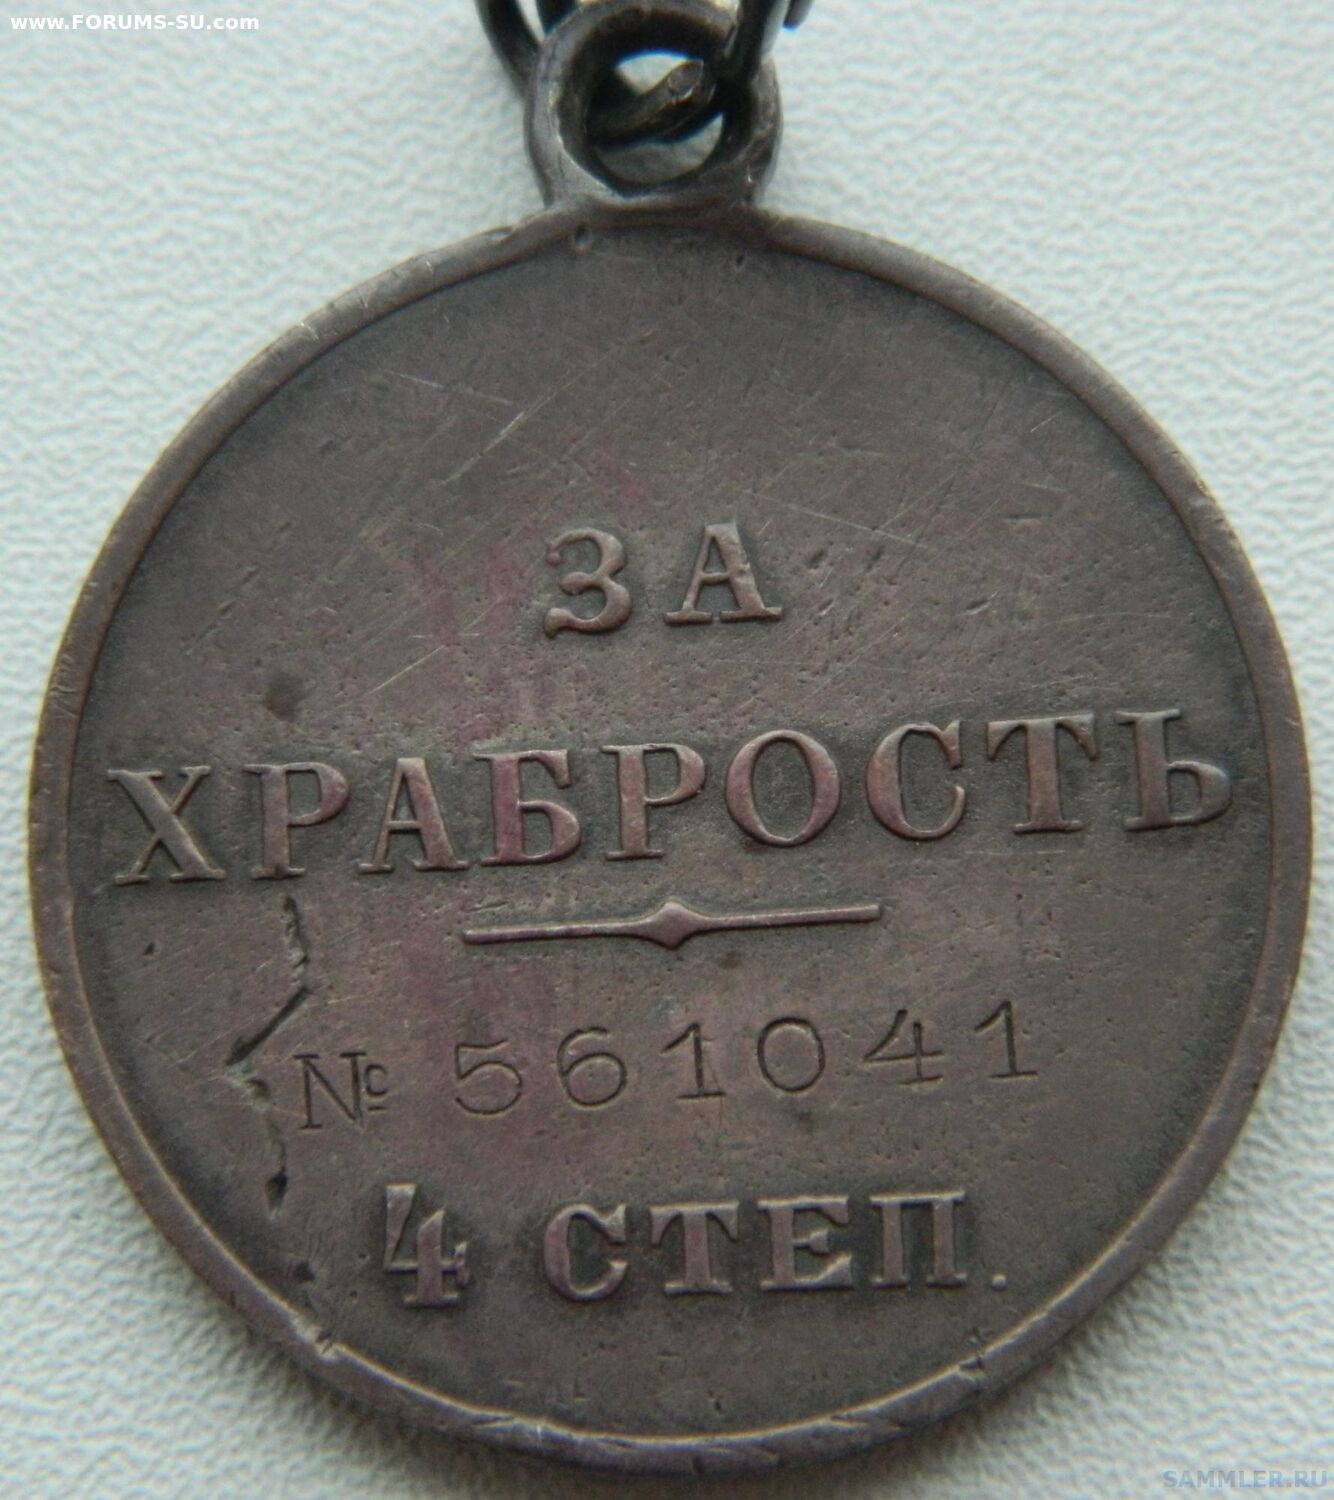 www.FORUMS-SU.com
ЗА
ХРАБРОСТЬ
№ 561041
4 СТЕП.
SAMMLER.RU